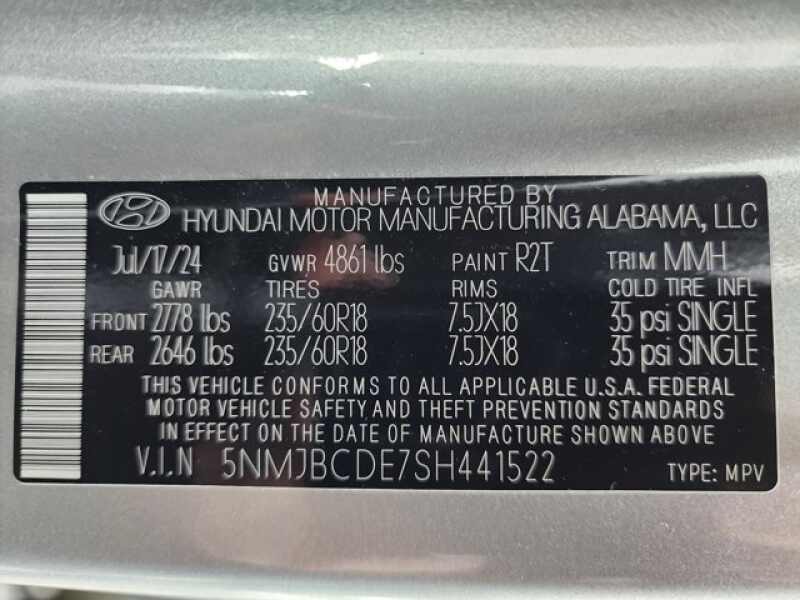 MANUFACTURED BY
HYUNDAI MOTOR MANUFACTURING ALABAMA, LLC
Jul/17/24 GVWR 4861 lbs PAINT R2T TRIM MMH
GAWR TIRES RIMS COLD TIRE INFL
FRONT 2778 lbs 235/60R18 7.5JX18 35 psi SINGLE
REAR 2646 lbs 235/60R18 7.5JX18 35 psi SINGLE
THIS VEHICLE CONFORMS TO ALL APPLICABLE U.S.A. FEDERAL
MOTOR VEHICLE SAFETY AND THEFT PREVENTION STANDARDS
IN EFFECT ON THE DATE OF MANUFACTURE SHOWN ABOVE
V.I.N 5NMJBCDE7SH441522 TYPE: MPV